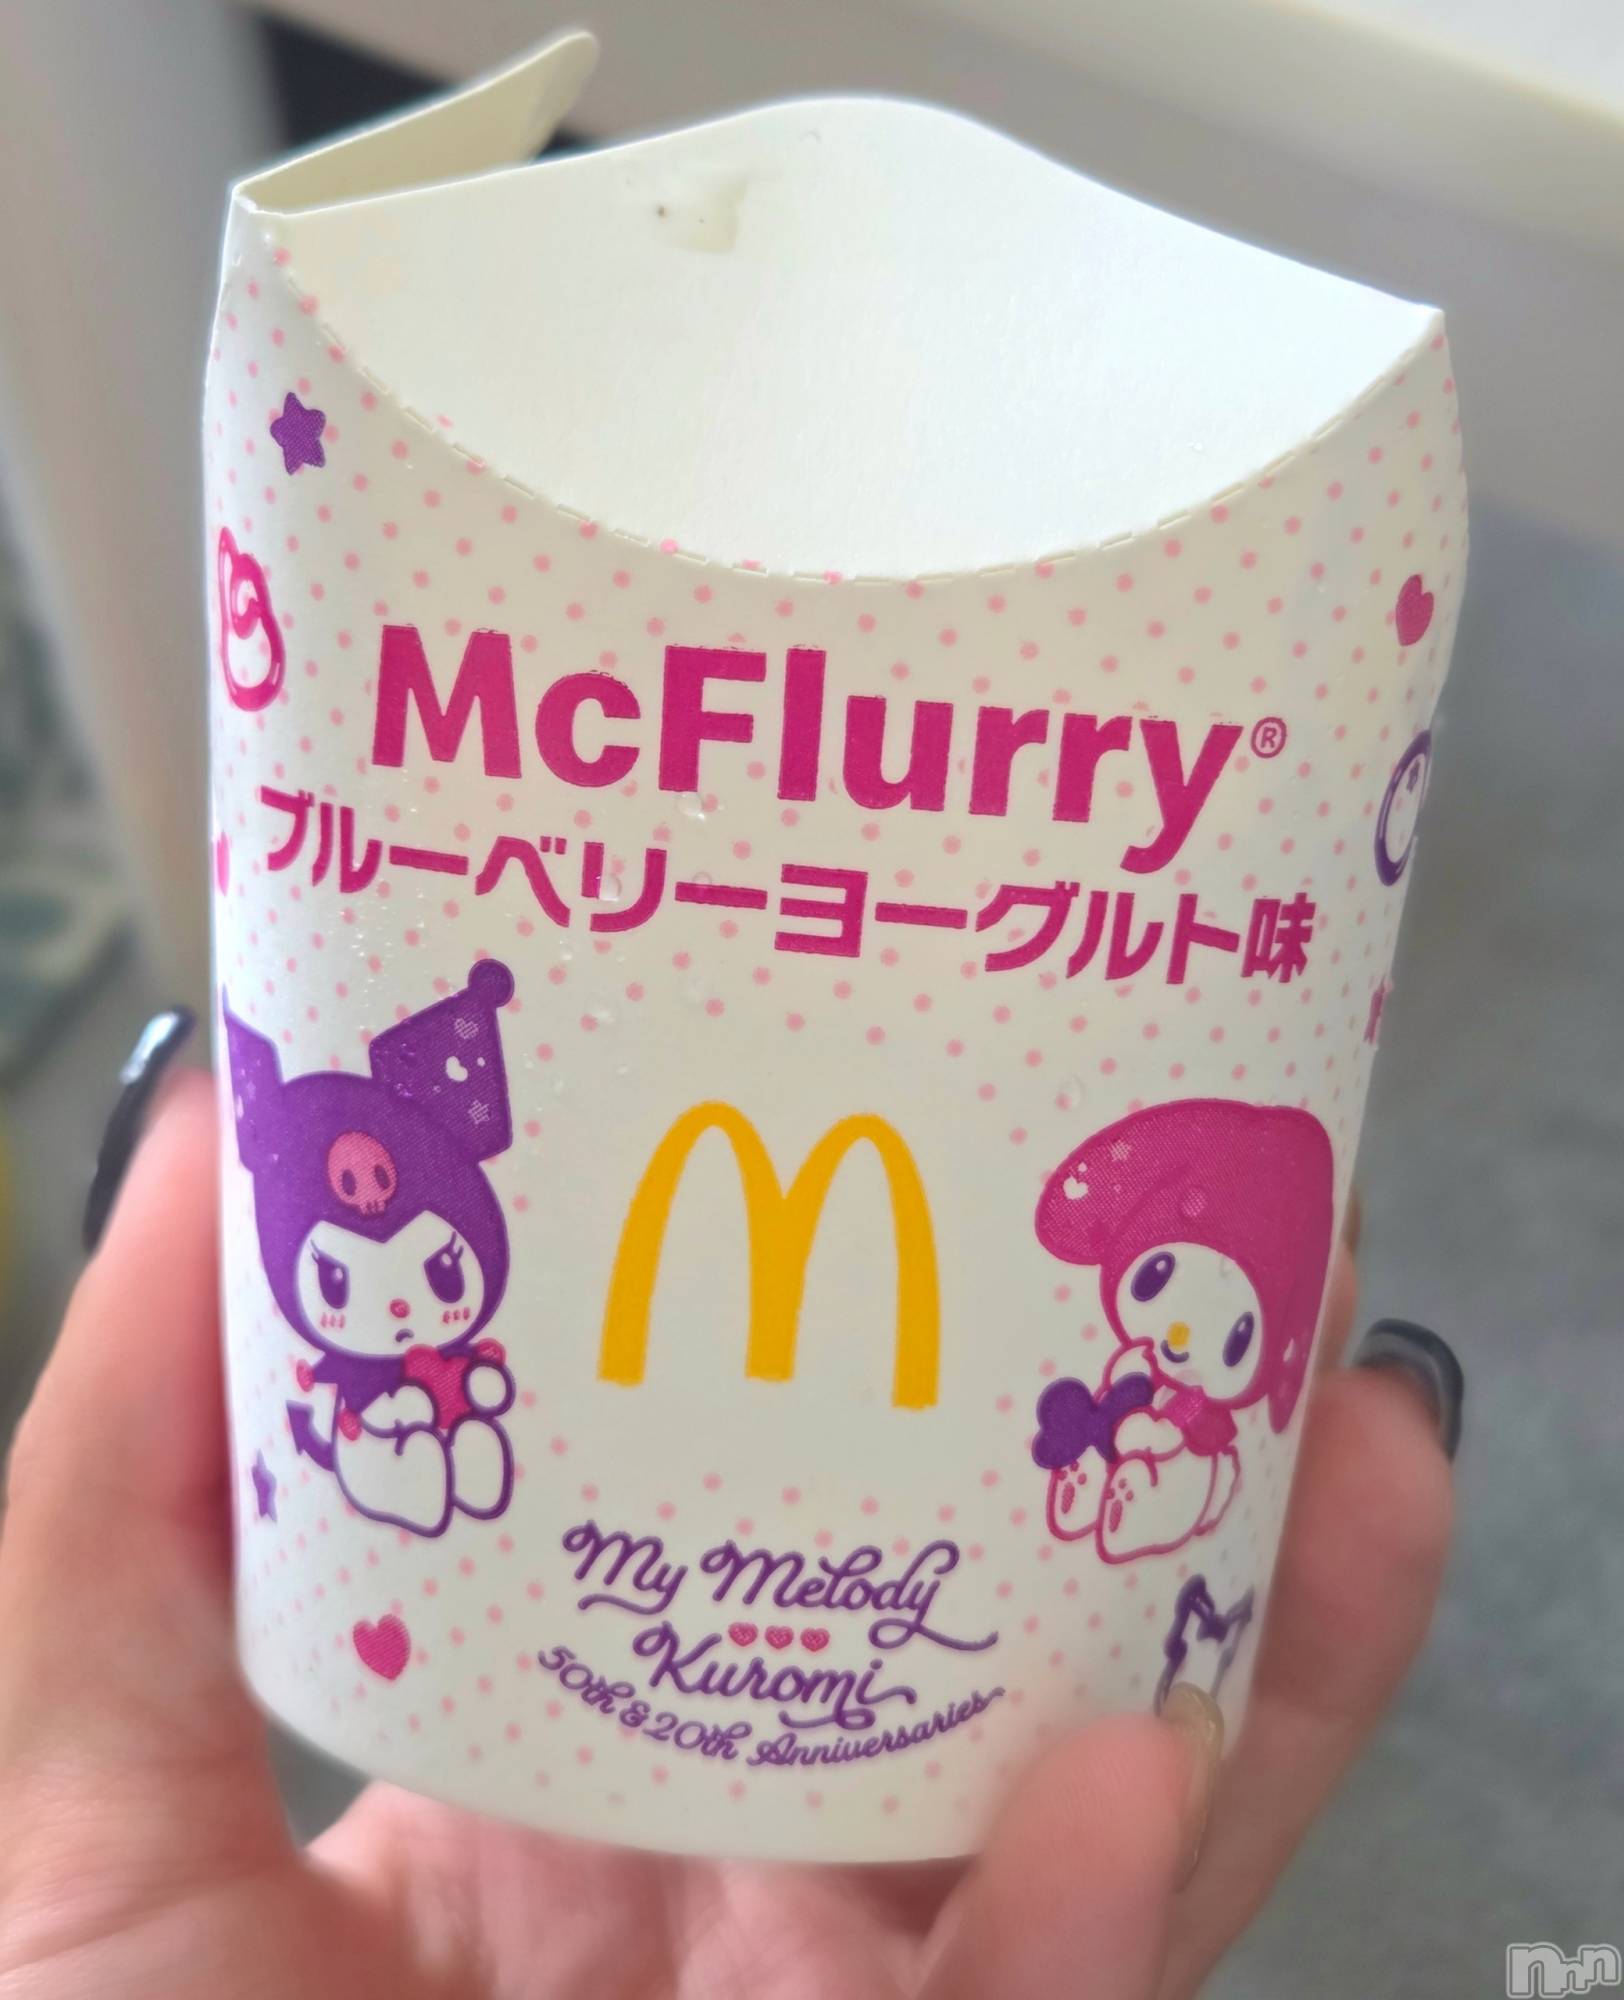 McFlurry®
ブルーベリーヨーグルト味
My Melody
Kuromi
50th & 20th Anniversaries
nnn